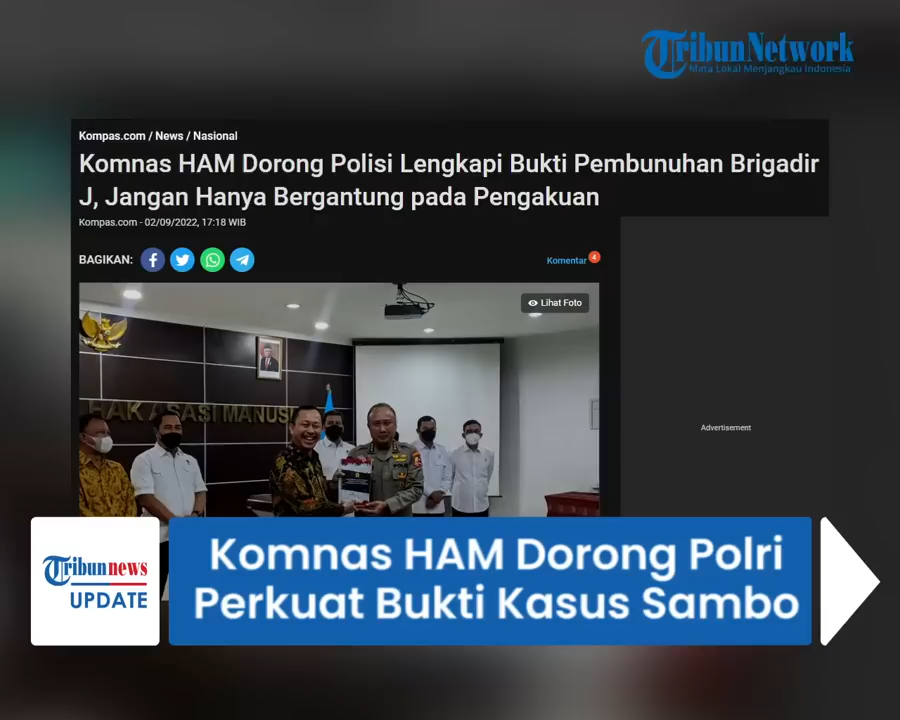 TribunNetwork
Mata Lokal Menjangkau Indonesia
Kompas.com / News / Nasional
Komnas HAM Dorong Polisi Lengkapi Bukti Pembunuhan Brigadir
J, Jangan Hanya Bergantung pada Pengakuan
Kompas.com - 02/09/2022, 17:18 WIB
BAGIKAN:
Komentar 4
Lihat Foto
HAK ASASI MANUSI
Advertisement
Tribunnews
UPDATE
Komnas HAM Dorong Polri
Perkuat Bukti Kasus Sambo